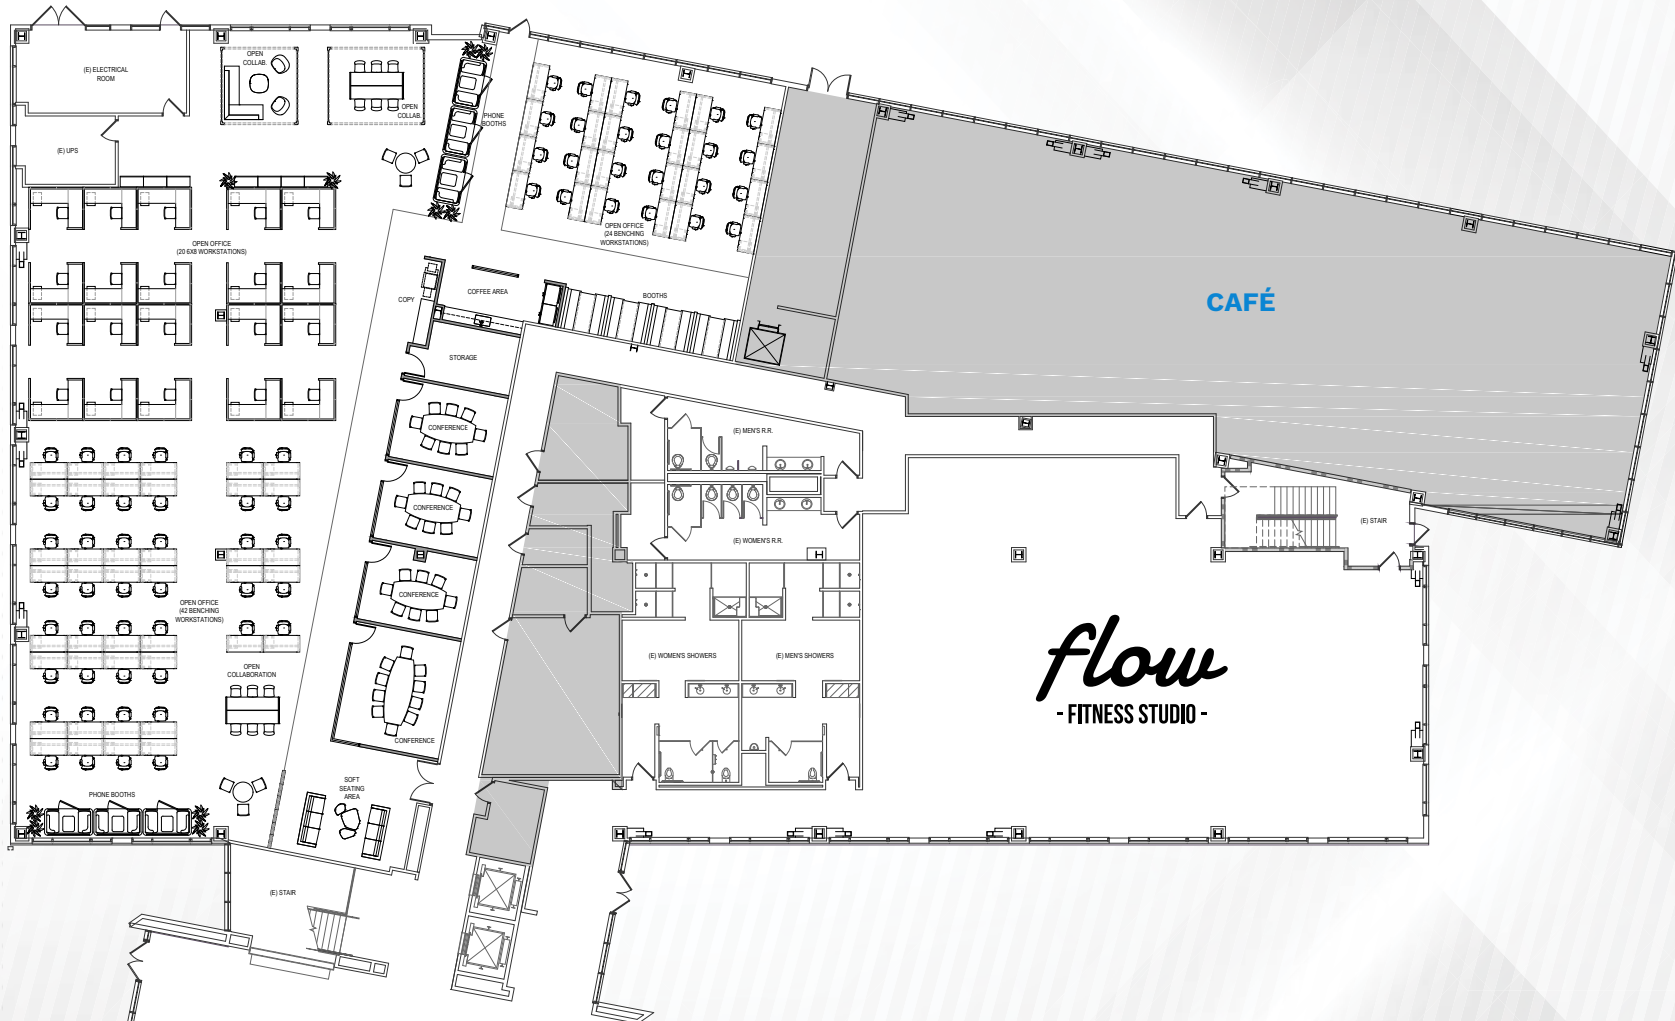 OPEN
COLLAB.
(E) ELECTRICAL
ROOM
OPEN
COLLAB.
PHONE
BOOTHS
(E) UPS
OPEN OFFICE
(24 BENCHING
WORKSTATIONS)
OPEN OFFICE
(20 6X8 WORKSTATIONS)
COFFEE AREA
COPY
BOOTHS
CAFÉ
STORAGE
CONFERENCE
(E) MEN'S R.R.
CONFERENCE
(E) STAIR
(E) WOMEN'S R.R.
CONFERENCE
OPEN OFFICE
(42 BENCHING
WORKSTATIONS)
(E) WOMEN'S SHOWERS
(E) MEN'S SHOWERS
flow
- FITNESS STUDIO -
OPEN
COLLABORATION
CONFERENCE
SOFT
SEATING
AREA
PHONE BOOTHS
(E) STAIR